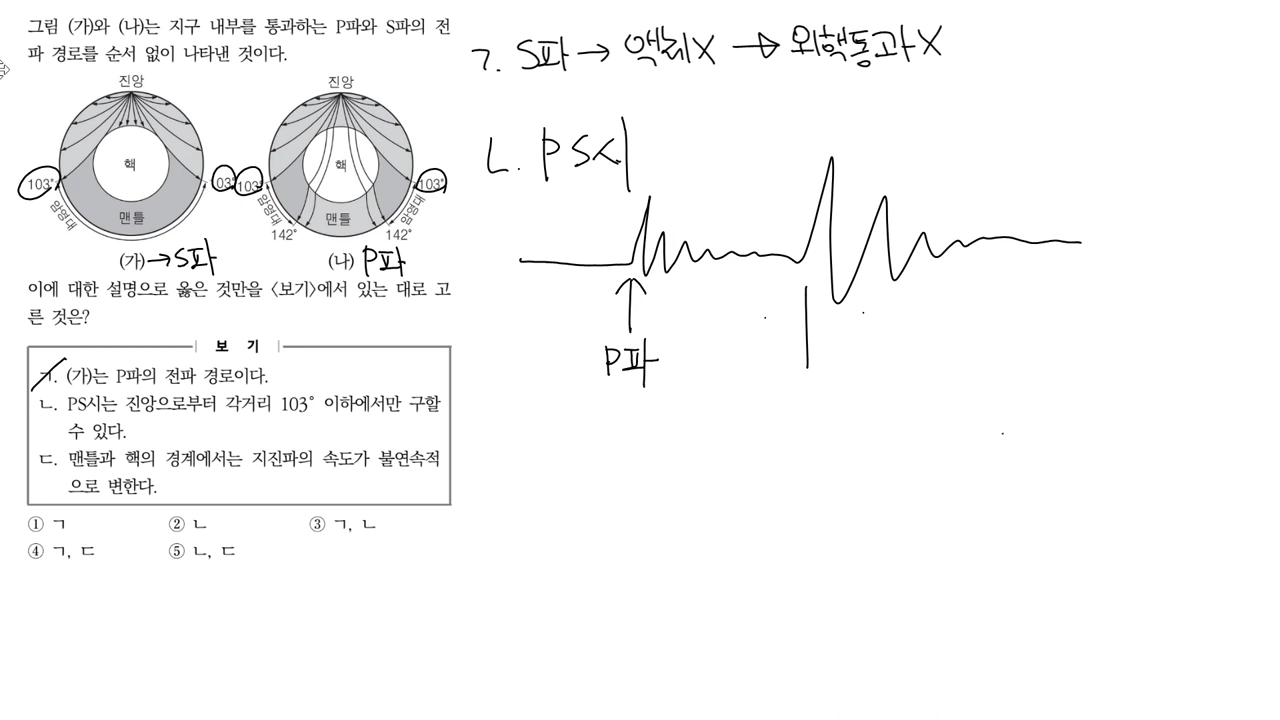 그림 (가)와 (나)는 지구 내부를 통과하는 P파와 S파의 전
파 경로를 순서 없이 나타낸 것이다.
진앙
진앙
핵
핵
103°
03°
103°
103°
암영대
맨틀
암영대
맨틀
암영대
142°
142°
(가)→S파
(나) P파
이에 대한 설명으로 옳은 것만을 〈보기〉에서 있는 대로 고
른 것은?
보 기
ㄱ. (가)는 P파의 전파 경로이다.
ㄴ. PS시는 진앙으로부터 각거리 103° 이하에서만 구할
수 있다.
ㄷ. 맨틀과 핵의 경계에서는 지진파의 속도가 불연속적
으로 변한다.
① ㄱ ② ㄴ ③ ㄱ, ㄴ
④ ㄱ, ㄷ ⑤ ㄴ, ㄷ
ㄱ. S파 → 액체X → 외핵통과X
ㄴ. PS시
P파